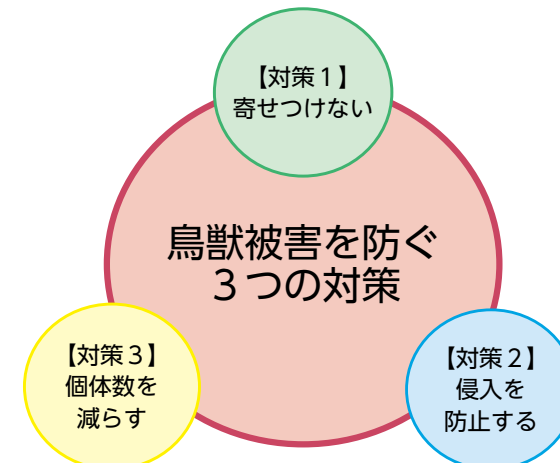 【対策１】
寄せつけない
鳥獣被害を防ぐ
３つの対策
【対策３】
個体数を
減らす
【対策２】
侵入を
防止する